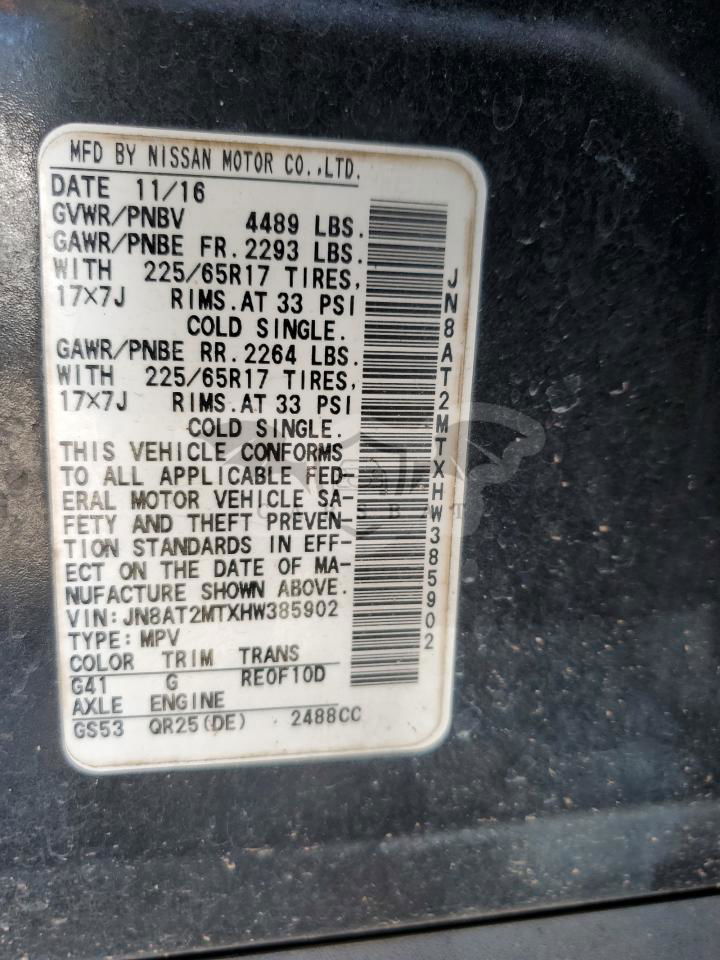 MFD BY NISSAN MOTOR CO.,LTD.
DATE 11/16
GVWR/PNBV 4489 LBS.
GAWR/PNBE FR. 2293 LBS.
WITH 225/65R17 TIRES,
17X7J RIMS. AT 33 PSI
COLD SINGLE.
GAWR/PNBE RR. 2264 LBS.
WITH 225/65R17 TIRES,
17X7J RIMS. AT 33 PSI
COLD SINGLE.
THIS VEHICLE CONFORMS
TO ALL APPLICABLE FED-
ERAL MOTOR VEHICLE SA-
FETY AND THEFT PREVEN-
TION STANDARDS IN EFF-
ECT ON THE DATE OF MA-
NUFACTURE SHOWN ABOVE.
VIN: JN8AT2MTXHW385902
TYPE: MPV
COLOR TRIM TRANS
G41 G RE0F10D
AXLE ENGINE
GS53 QR25(DE) 2488CC
JN8AT2MTXHW385902